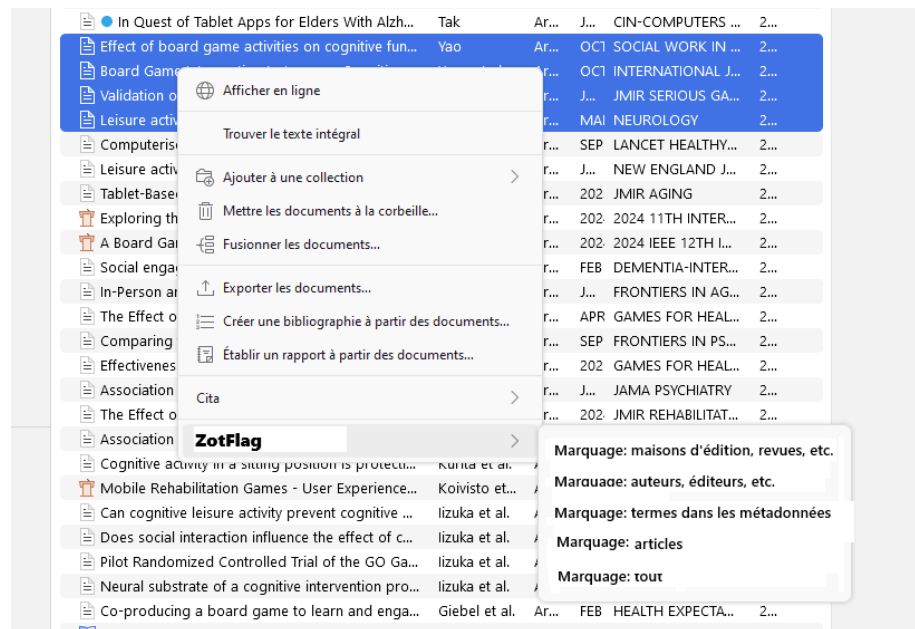 In Quest of Tablet Apps for Elders With Alzh... Tak Ar... J... CIN-COMPUTERS ... 2...
Effect of board game activities on cognitive fun... Yao Ar... OCT SOCIAL WORK IN ... 2...
Board Game OCT INTERNATIONAL J... 2...
Validation o r... J... JMIR SERIOUS GA... 2...
Leisure activ r... MAI NEUROLOGY 2...
Computerise r... SEP LANCET HEALTHY... 2...
Leisure activ r... J... NEW ENGLAND J... 2...
Tablet-Base r... 202 JMIR AGING 2...
Exploring th r... 202 2024 11TH INTER... 2...
A Board Gar r... 202 2024 IEEE 12TH I... 2...
Social engag r... FEB DEMENTIA-INTER... 2...
In-Person ar r... J... FRONTIERS IN AG... 2...
The Effect o r... APR GAMES FOR HEAL... 2...
Comparing r... SEP FRONTIERS IN PS... 2...
Effectivenes r... 202 GAMES FOR HEAL... 2...
Association r... J... JAMA PSYCHIATRY 2...
The Effect o r... 202 JMIR REHABILITAT... 2...
Association
Cognitive activity in a sitting position is protecti... Kurita et al.
Mobile Rehabilitation Games - User Experience... Koivisto et...
Can cognitive leisure activity prevent cognitive ... Iizuka et al.
Does social interaction influence the effect of c... Iizuka et al.
Pilot Randomized Controlled Trial of the GO Ga... Iizuka et al.
Neural substrate of a cognitive intervention pro... Iizuka et al.
Co-producing a board game to learn and enga... Giebel et al. Ar... FEB HEALTH EXPECTA... 2...
Afficher en ligne
Trouver le texte intégral
Ajouter à une collection
Mettre les documents à la corbeille...
Fusionner les documents...
Exporter les documents...
Créer une bibliographie à partir des documents...
Établir un rapport à partir des documents...
Cita
ZotFlag
Marquage: maisons d'édition, revues, etc.
Marquage: auteurs, éditeurs, etc.
Marquage: termes dans les métadonnées
Marquage: articles
Marquage: tout